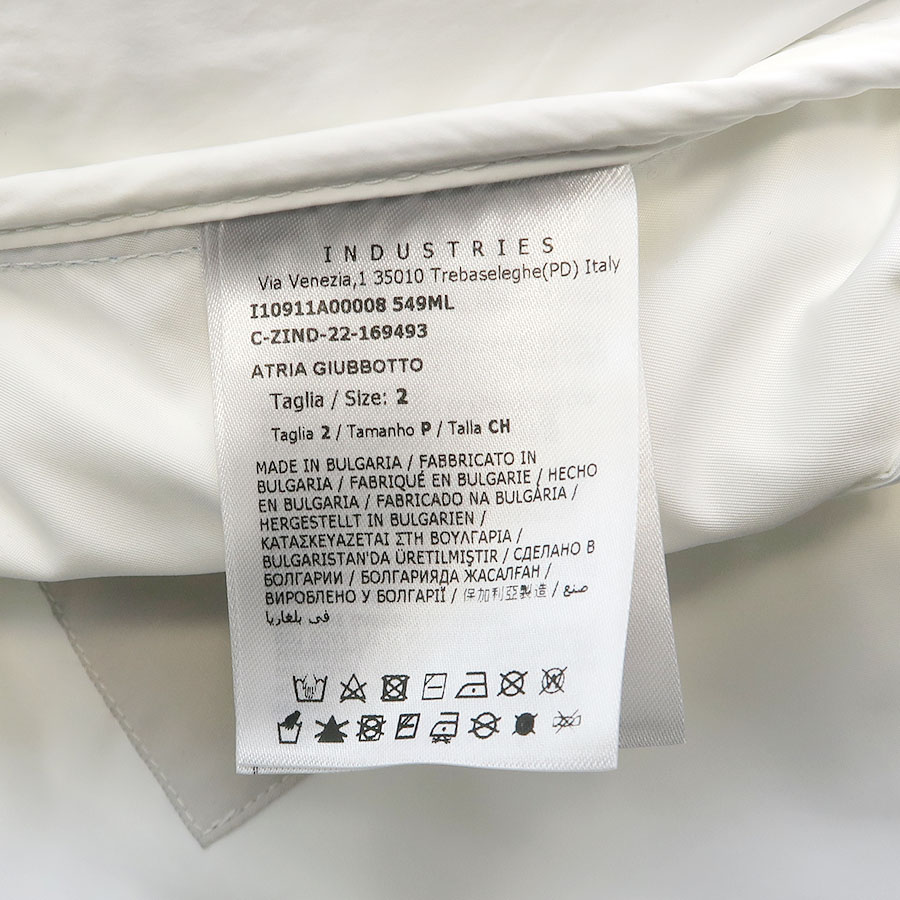 INDUSTRIES
Via Venezia,1 35010 Trebaseleghe(PD) Italy
I10911A00008 549ML
C-ZIND-22-169493
ATRIA GIUBBOTTO
Taglia / Size: 2
Taglia 2 / Tamanho P / Talla CH
MADE IN BULGARIA / FABBRICATO IN
BULGARIA / FABRIQUÉ EN BULGARIE / HECHO
EN BULGARIA / FABRICADO NA BULGÁRIA /
HERGESTELLT IN BULGARIEN /
ΚΑΤΑΣΚΕΥΑΖΕΤΑΙ ΣΤΗ ΒΟΥΛΓΑΡΙΑ /
BULGARISTAN'DA ÜRETILMIŞTIR / СДЕЛАНО В
БОЛГАРИИ / БОЛГАРИЯДА ЖАСАЛҒАН /
ВИРОБЛЕНО У БОЛГАРІЇ / 保加利亞製造 / صنع
في بلغاريا